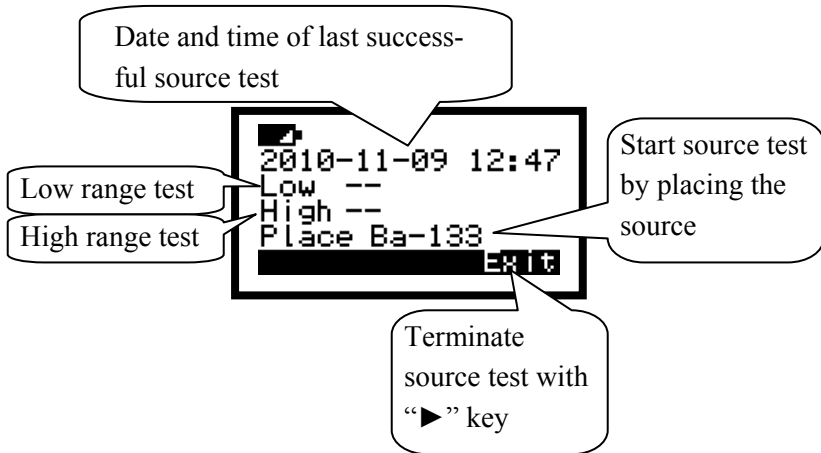 Date and time of last success-
ful source test
2010-11-09 12:47
Low --
High --
Place Ba-133
Exit
Low range test
High range test
Start source test
by placing the
source
Terminate
source test with
“►” key